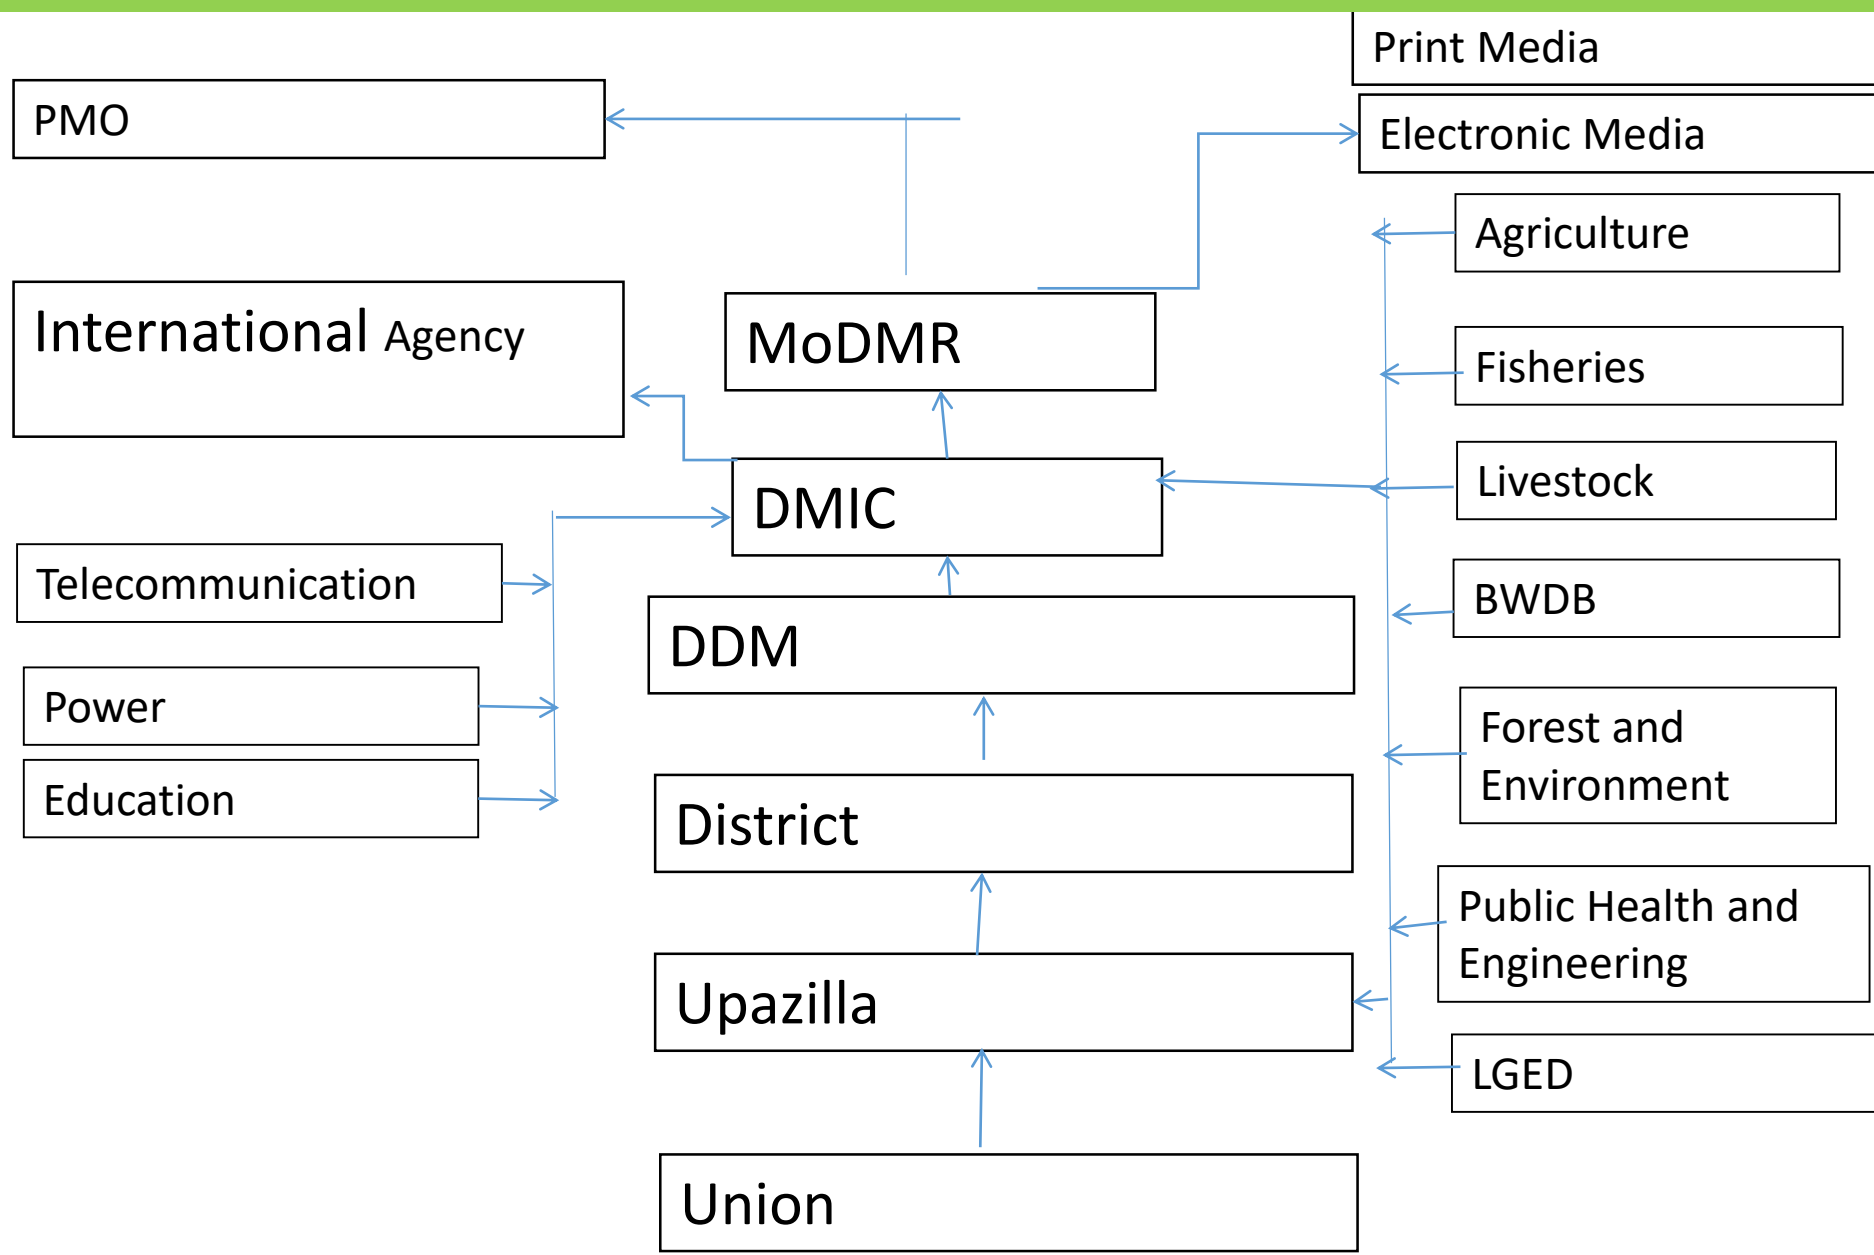 Print Media
PMO
Electronic Media
Agriculture
International Agency
MoDMR
Fisheries
Livestock
DMIC
Telecommunication
BWDB
DDM
Power
Forest and
Environment
Education
District
Public Health and
Engineering
Upazilla
LGED
Union